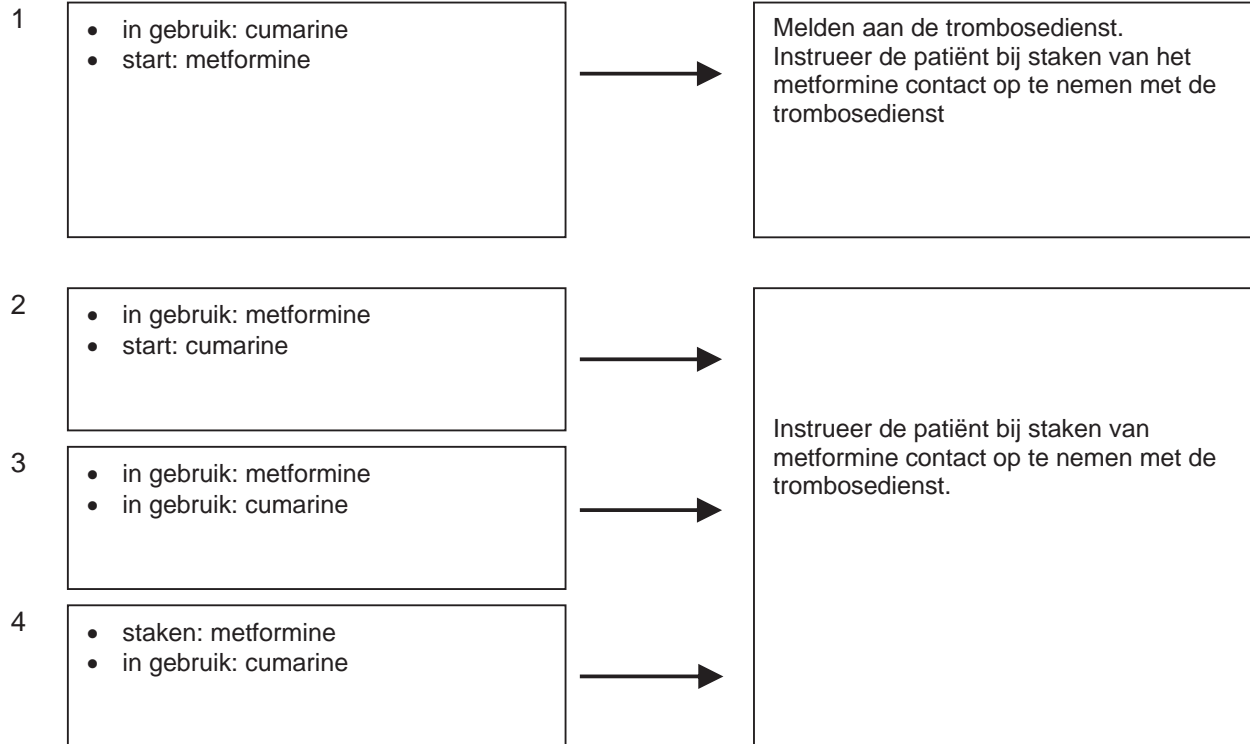 1
• in gebruik: cumarine
• start: metformine
Melden aan de trombosedienst.
Instrueer de patiënt bij staken van het
metformine contact op te nemen met de
trombosedienst
2
• in gebruik: metformine
• start: cumarine
3
• in gebruik: metformine
• in gebruik: cumarine
4
• staken: metformine
• in gebruik: cumarine
Instrueer de patiënt bij staken van
metformine contact op te nemen met de
trombosedienst.